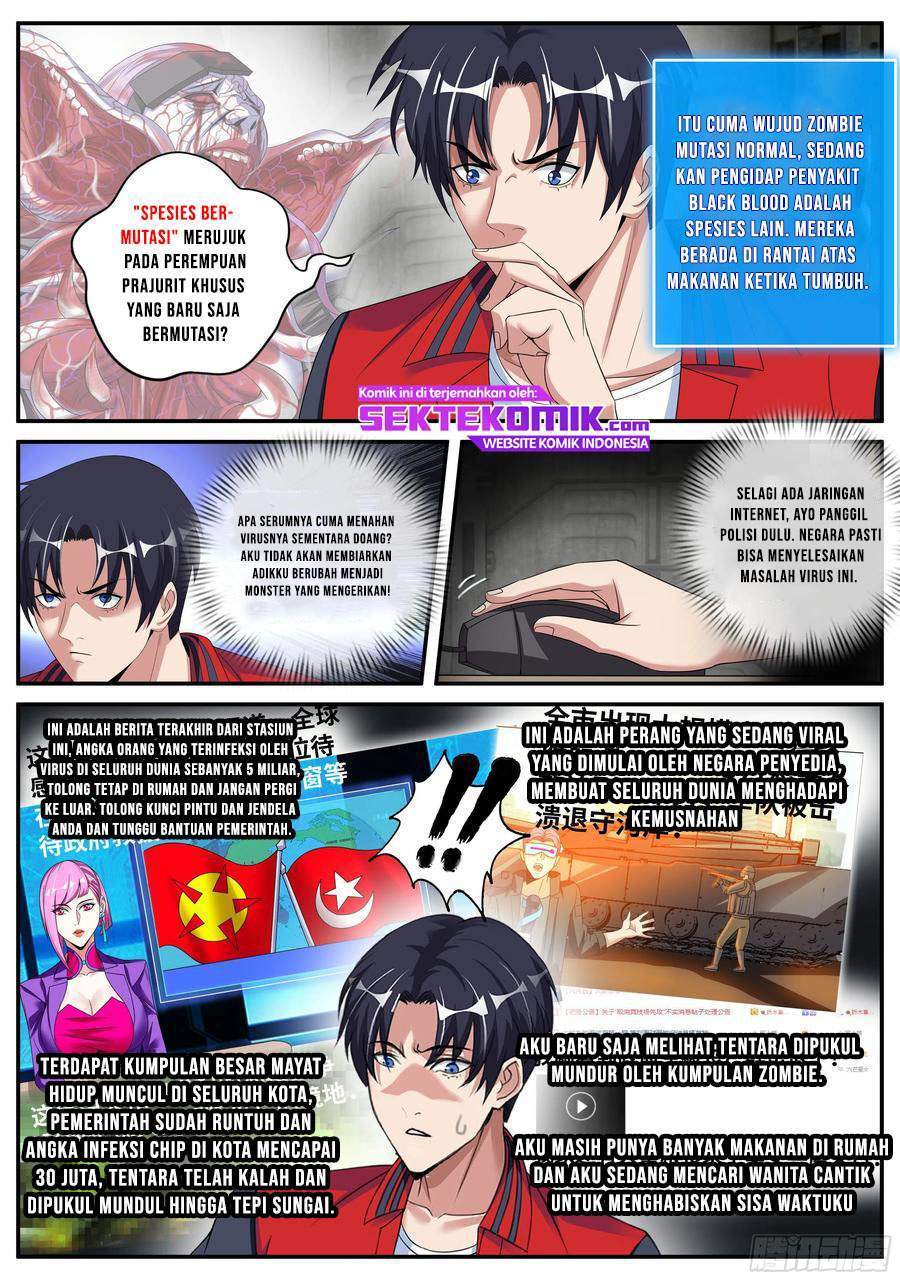 ITU CUMA WUJUD ZOMBIE
MUTASI NORMAL, SEDANG
KAN PENGIDAP PENYAKIT
BLACK BLOOD ADALAH
SPESIES LAIN. MEREKA
BERADA DI RANTAI ATAS
MAKANAN KETIKA TUMBUH.
"SPESIES BER-
MUTASI" MERUJUK
PADA PEREMPUAN
PRAJURIT KHUSUS
YANG BARU SAJA
BERMUTASI?
Komik ini di terjemahkan oleh:
SEKTEKOMIK.com
WEBSITE KOMIK INDONESIA
APA SERUMNYA CUMA MENAHAN
VIRUSNYA SEMENTARA DOANG?
AKU TIDAK AKAN MEMBIARKAN
ADIKKU BERUBAH MENJADI
MONSTER YANG MENGERIKAN!
SELAGI ADA JARINGAN
INTERNET, AYO PANGGIL
POLISI DULU. NEGARA PASTI
BISA MENYELESAIKAN
MASALAH VIRUS INI.
INI ADALAH BERITA TERAKHIR DARI STASIUN
INI, ANGKA ORANG YANG TERINFEKSI OLEH
VIRUS DI SELURUH DUNIA SEBANYAK 5 MILIAR,
TOLONG TETAP DI RUMAH DAN JANGAN PERGI
KE LUAR. TOLONG KUNCI PINTU DAN JENDELA
ANDA DAN TUNGGU BANTUAN PEMERINTAH.
全球
窗等
INI ADALAH PERANG YANG SEDANG VIRAL
YANG DIMULAI OLEH NEGARA PENYEDIA,
MEMBUAT SELURUH DUNIA MENGHADAPI
KEMUSNAHAN
!!
TERDAPAT KUMPULAN BESAR MAYAT
HIDUP MUNCUL DI SELURUH KOTA,
PEMERINTAH SUDAH RUNTUH DAN
ANGKA INFEKSI CHIP DI KOTA MENCAPAI
30 JUTA, TENTARA TELAH KALAH DAN
DIPUKUL MUNDUL HINGGA TEPI SUNGAI.
AKU BARU SAJA MELIHAT;TENTARA DIPUKUL
MUNDUR OLEH KUMPULAN ZOMBIE.
AKU MASIH PUNYA BANYAK MAKANAN DI RUMAH
DAN AKU SEDANG MENCARI WANITA CANTIK
UNTUK MENGHABISKAN SISA WAKTUKU
腾讯动漫